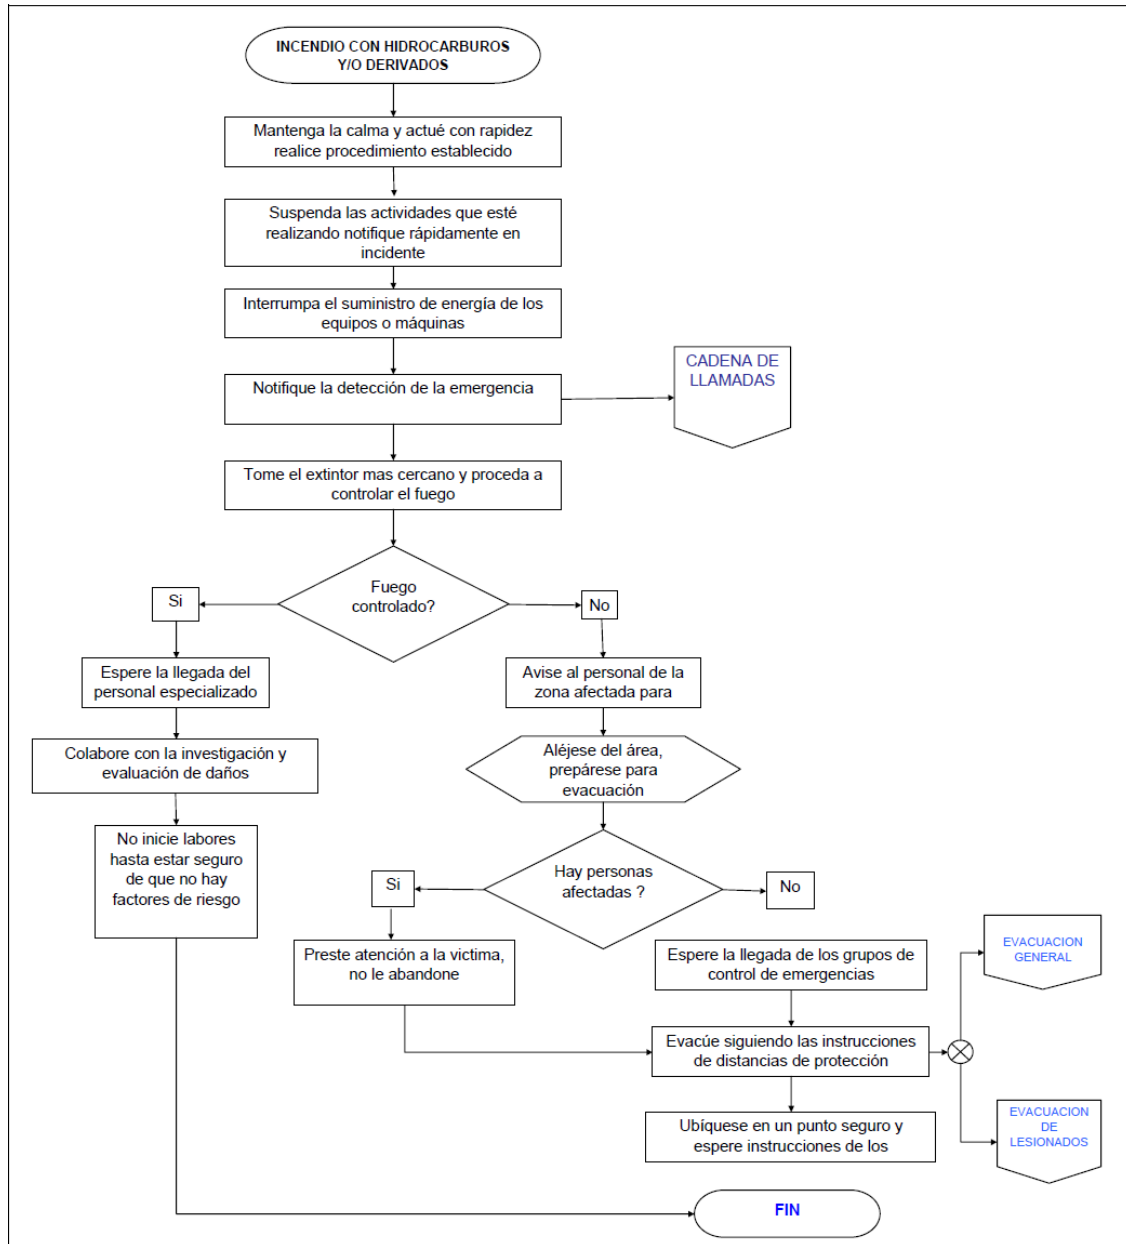 INCENDIO CON HIDROCARBUROS
Y/O DERIVADOS
Mantenga la calma y actué con rapidez
realice procedimiento establecido
Suspenda las actividades que esté
realizando notifique rápidamente en
incidente
Interrumpa el suministro de energía de los
equipos o máquinas
Notifique la detección de la emergencia
CADENA DE
LLAMADAS
Tome el extintor mas cercano y proceda a
controlar el fuego
Fuego
controlado?
Si
No
Espere la llegada del
personal especializado
Avise al personal de la
zona afectada para
Colabore con la investigación y
evaluación de daños
Aléjese del área,
prepárese para
evacuación
No inicie labores
hasta estar seguro
de que no hay
factores de riesgo
Hay personas
afectadas ?
Si
No
Preste atención a la victima,
no le abandone
Espere la llegada de los grupos de
control de emergencias
EVACUACION
GENERAL
Evacúe siguiendo las instrucciones
de distancias de protección
Ubíquese en un punto seguro y
espere instrucciones de los
EVACUACION
DE
LESIONADOS
FIN